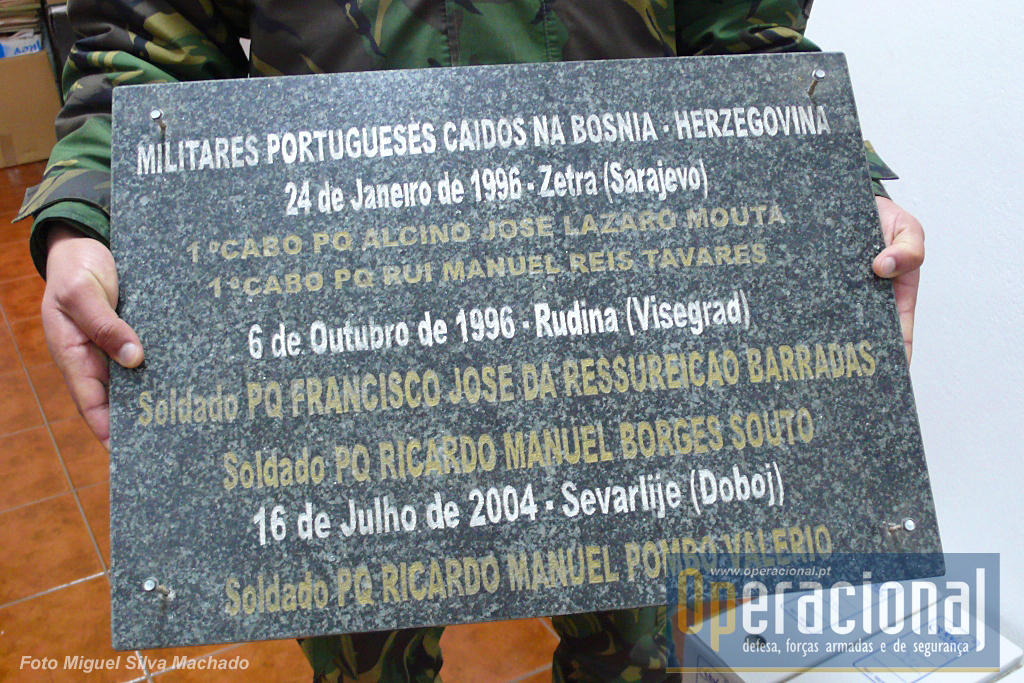 MILITARES PORTUGUESES CAIDOS NA BOSNIA - HERZEGOVINA
24 de Janeiro de 1996 - Zetra (Sarajevo)
1ºCABO PQ ALCINO JOSE LAZARO MOUTA
1ºCABO PQ RUI MANUEL REIS TAVARES
6 de Outubro de 1996 - Rudina (Visegrad)
Soldado PQ FRANCISCO JOSE DA RESSUREICAO BARRADAS
Soldado PQ RICARDO MANUEL BORGES SOUTO
16 de Julho de 2004 - Sevarlije (Doboj)
Soldado PQ RICARDO MANUEL POMBO VALERIO
www.operacional.pt
Operacional
defesa, forças armadas e de segurança
Foto Miguel Silva Machado